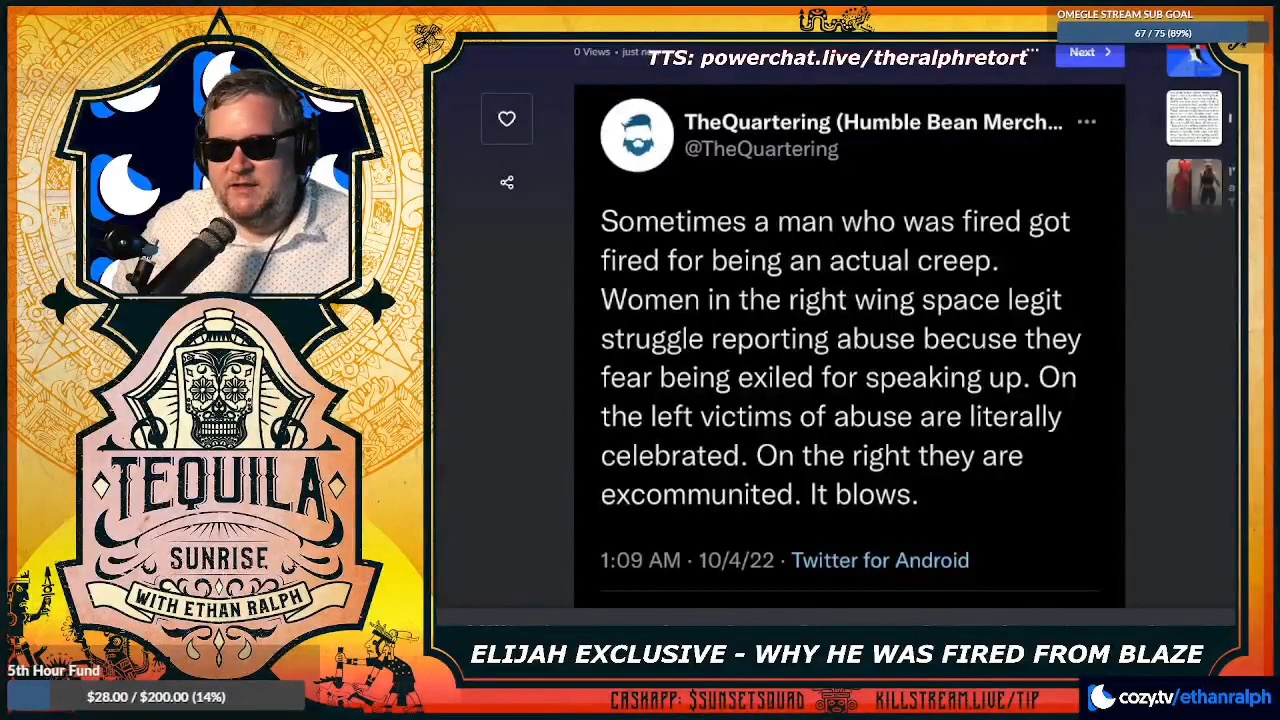 OMEGLE STREAM SUB GOAL
67 / 75 (89%)
0 Views • just
TTS: powerchat.live/theralphretort
Next
TheQuartering (Humble Bean Merch...
@TheQuartering
Sometimes a man who was fired got
fired for being an actual creep.
Women in the right wing space legit
struggle reporting abuse becuse they
fear being exiled for speaking up. On
the left victims of abuse are literally
celebrated. On the right they are
excommunited. It blows.
1:09 AM · 10/4/22 · Twitter for Android
TEQUILA
SUNRISE
WITH ETHAN RALPH
5th Hour Fund
$28.00 / $200.00 (14%)
ELIJAH EXCLUSIVE - WHY HE WAS FIRED FROM BLAZE
CASHAPP: $SUNSETSQUAD
KILLSTREAM.LIVE/TIP
cozy.tv/ethanralph